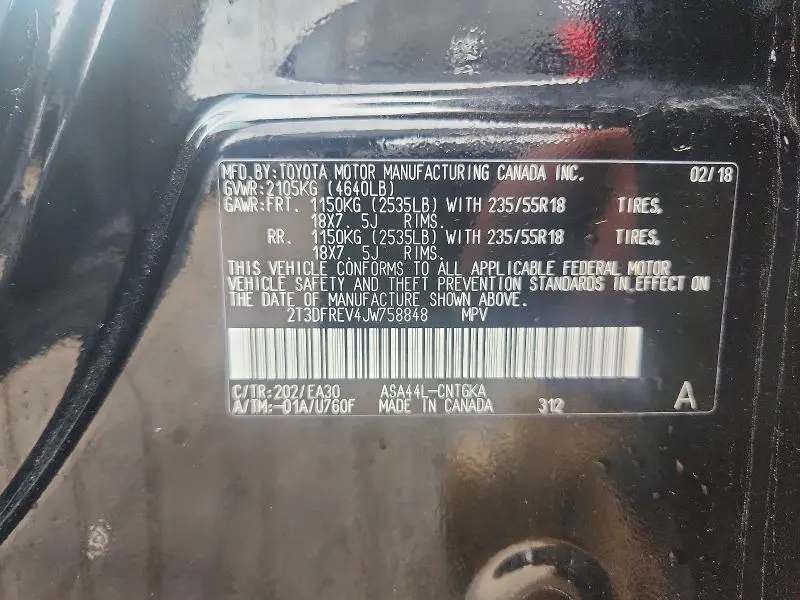 MFD.BY:TOYOTA MOTOR MANUFACTURING CANADA INC. 02/18
GVWR:2105KG (4640LB)
GAWR:FRT. 1150KG (2535LB) WITH 235/55R18 TIRES,
18X7. 5J RIMS.
RR. 1150KG (2535LB) WITH 235/55R18 TIRES,
18X7. 5J RIMS.
THIS VEHICLE CONFORMS TO ALL APPLICABLE FEDERAL MOTOR
VEHICLE SAFETY AND THEFT PREVENTION STANDARDS IN EFFECT ON
THE DATE OF MANUFACTURE SHOWN ABOVE.
2T3DFREV4JW758848 MPV
C/TR:202/EA30 ASA44L-CNTGKA
A/TM:-01A/U760F MADE IN CANADA 312 A